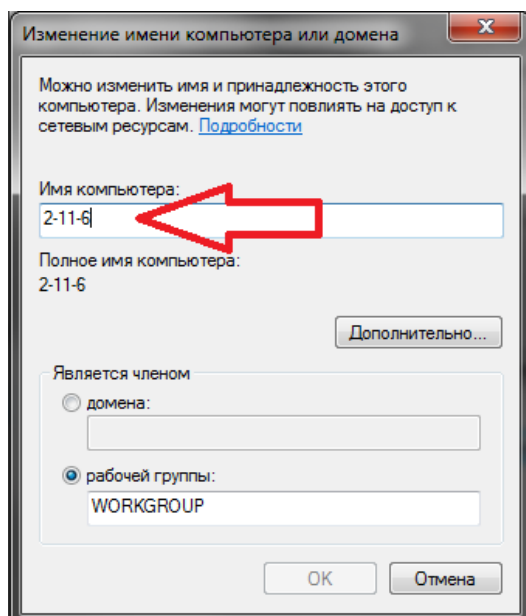 Изменение имени компьютера или домена
Можно изменить имя и принадлежность этого
компьютера. Изменения могут повлиять на доступ к
сетевым ресурсам. Подробности
Имя компьютера:
2-11-6
Полное имя компьютера:
2-11-6
Дополнительно...
Является членом
домена:
рабочей группы:
WORKGROUP
OK
Отмена